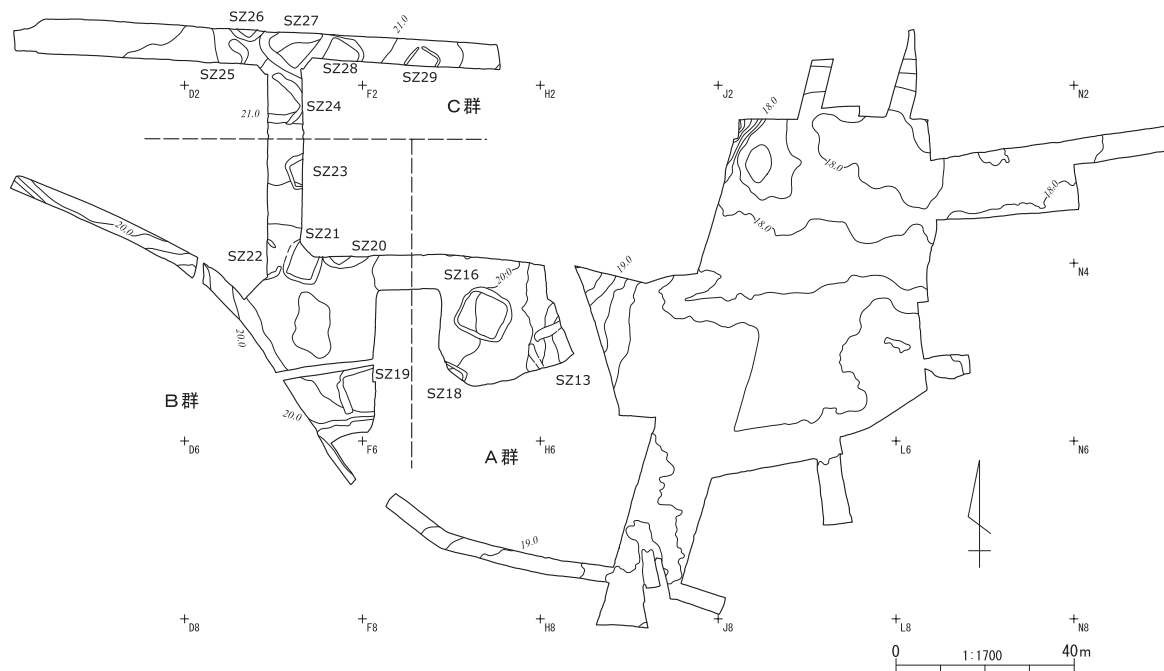 SZ26
SZ27
21.0
SZ25
SZ28
SZ29
+D2
+F2
+H2
+J2
+N2
21.0
SZ24
C群
18.0
SZ23
18.0
18.0
18.0
20.0
SZ21
SZ22
SZ20
SZ16
20.0
19.0
+N4
20.0
SZ19
SZ18
SZ13
B群
20.0
+D6
+F6
A群
+H6
+L6
+N6
19.0
+D8
+F8
+H8
+J8
+L8
+N8
0
1:1700
40m